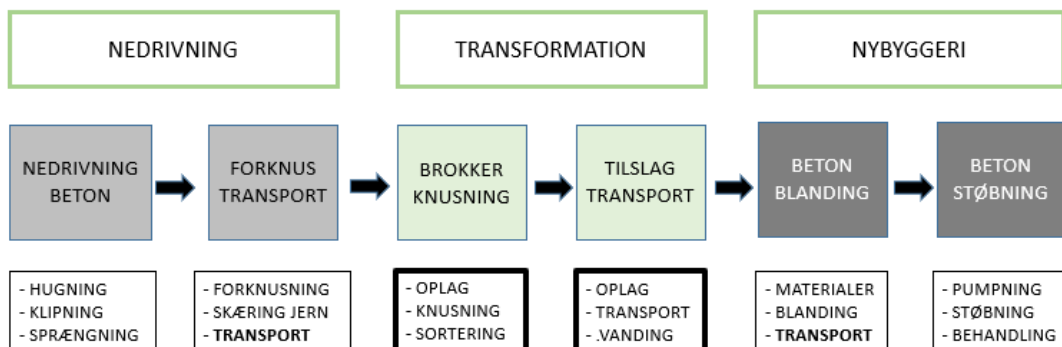 NEDRIVNING
TRANSFORMATION
NYBYGGERI
NEDRIVNING
BETON
FORKNUS
TRANSPORT
BROKKER
KNUSNING
TILSLAG
TRANSPORT
BETON
BLANDING
BETON
STØBNING
- HUGNING
- KLIPNING
- SPRÆNGNING
- FORKNUSNING
- SKÆRING JERN
- TRANSPORT
- OPLAG
- KNUSNING
- SORTERING
- OPLAG
- TRANSPORT
- .VANDING
- MATERIALER
- BLANDING
- TRANSPORT
- PUMPNING
- STØBNING
- BEHANDLING